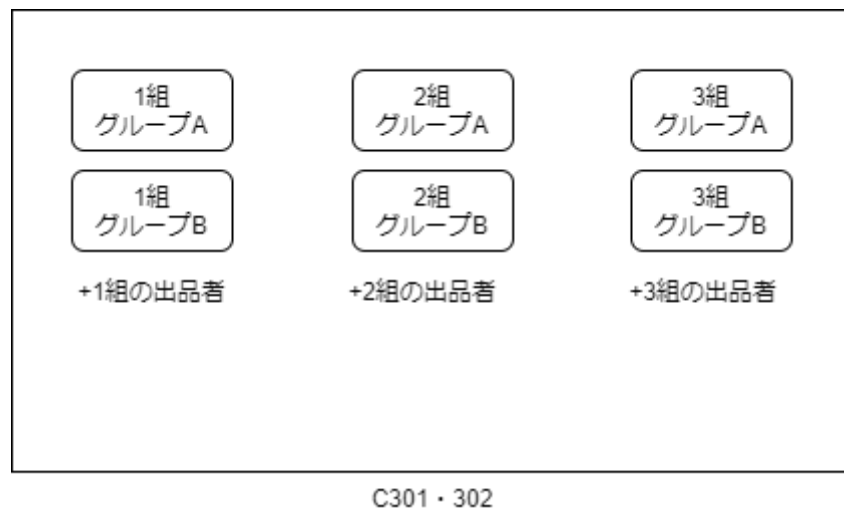 1組
グループA
2組
グループA
3組
グループA
1組
グループB
2組
グループB
3組
グループB
+1組の出品者
+2組の出品者
+3組の出品者
C301・302